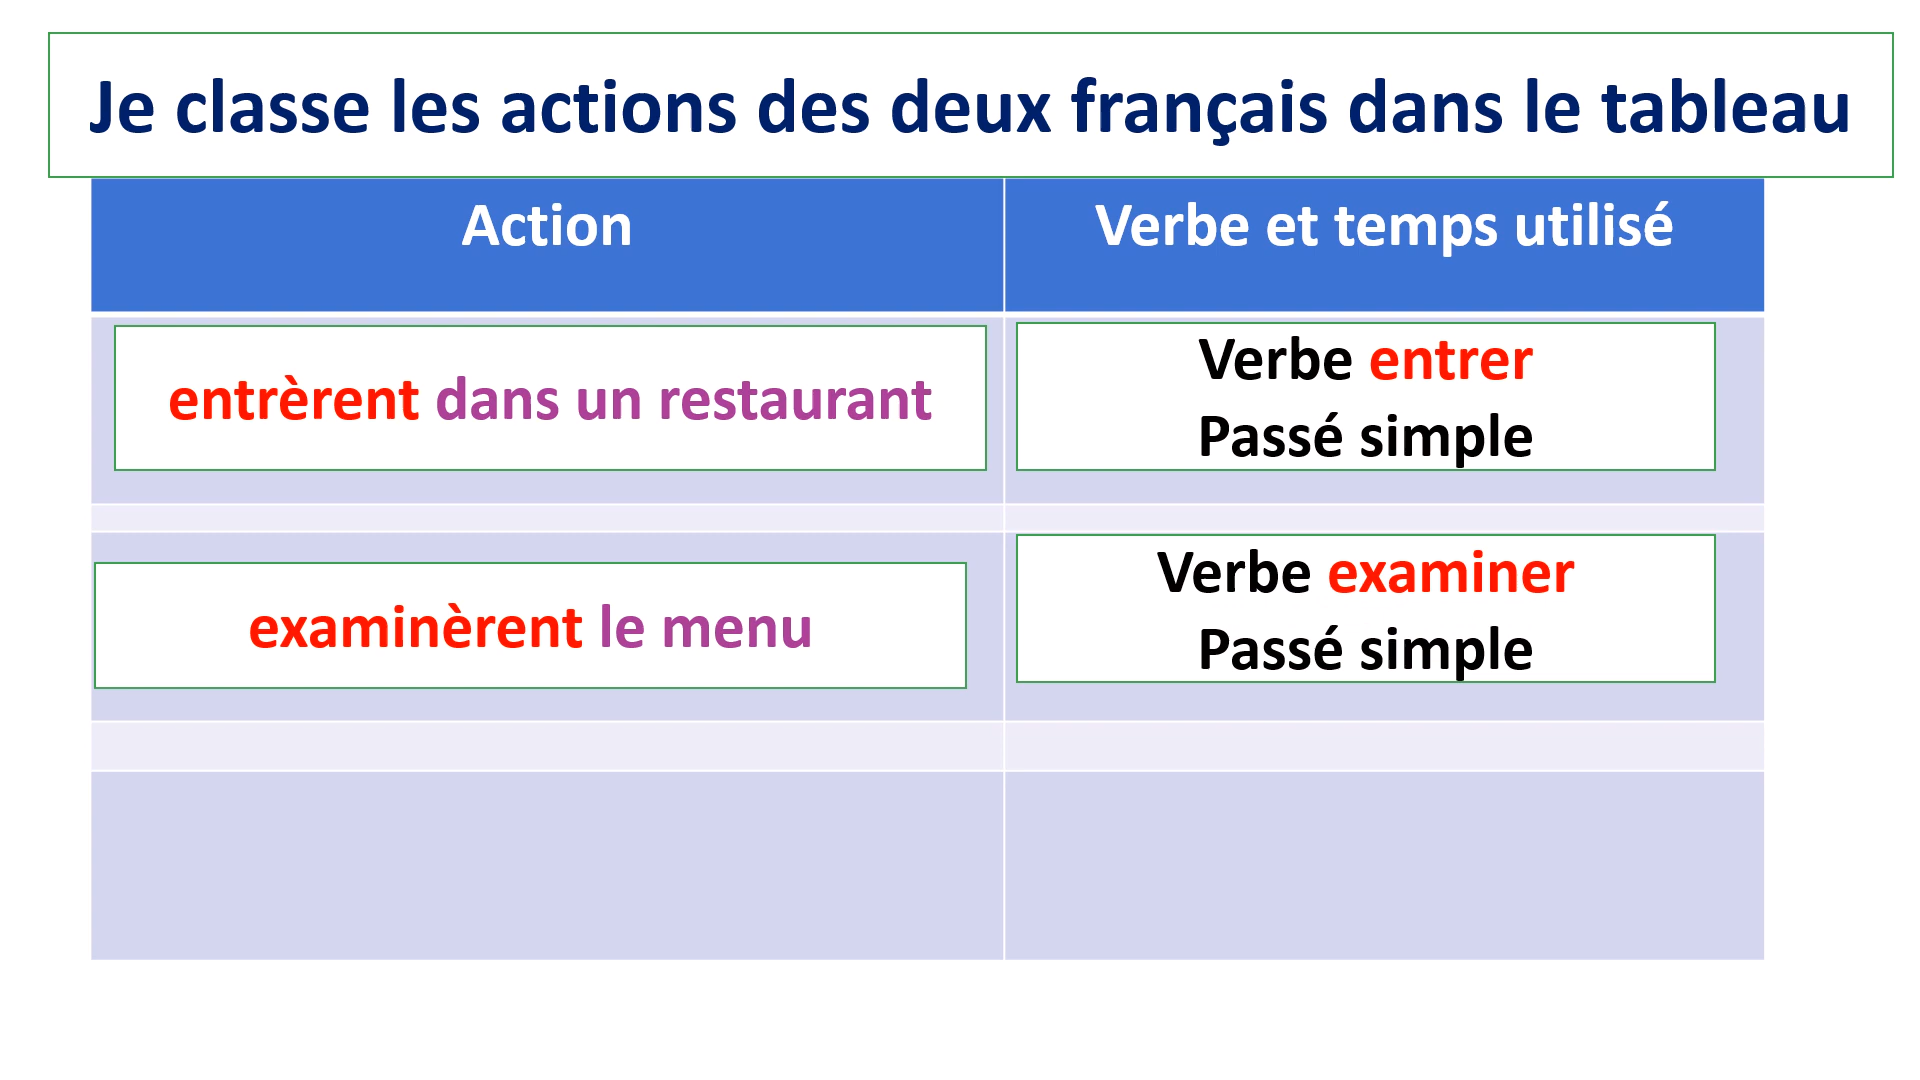 Je classe les actions des deux français dans le tableau
Action
Verbe et temps utilisé
entrèrent dans un restaurant
Verbe entrer
Passé simple
examinèrent le menu
Verbe examiner
Passé simple